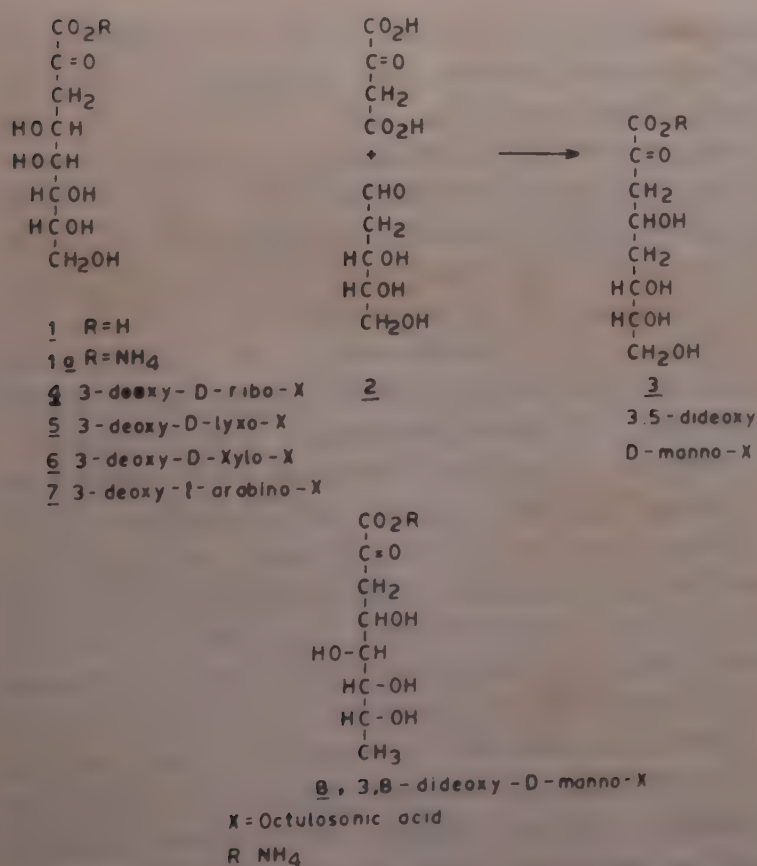 CO2R
C=O
CH2
HOCH
HOCH
HCOH
HCOH
CH2OH
1 R=H
1a R=NH4
4 3-deoxy-D-ribo-X
5 3-deoxy-D-lyxo-X
6 3-deoxy-D-Xylo-X
7 3-deoxy-l-arabino-X
CO2H
C=O
CH2
CO2H
+
CHO
CH2
HCOH
HCOH
CH2OH
2
CO2R
C=O
CH2
CHOH
CH2
HCOH
HCOH
CH2OH
3
3.5-dideoxy
D-manno-X
CO2R
C=O
CH2
CHOH
HO-CH
HC-OH
HC-OH
CH3
8, 3,8-dideoxy-D-manno-X
X=Octulosonic acid
R NH4